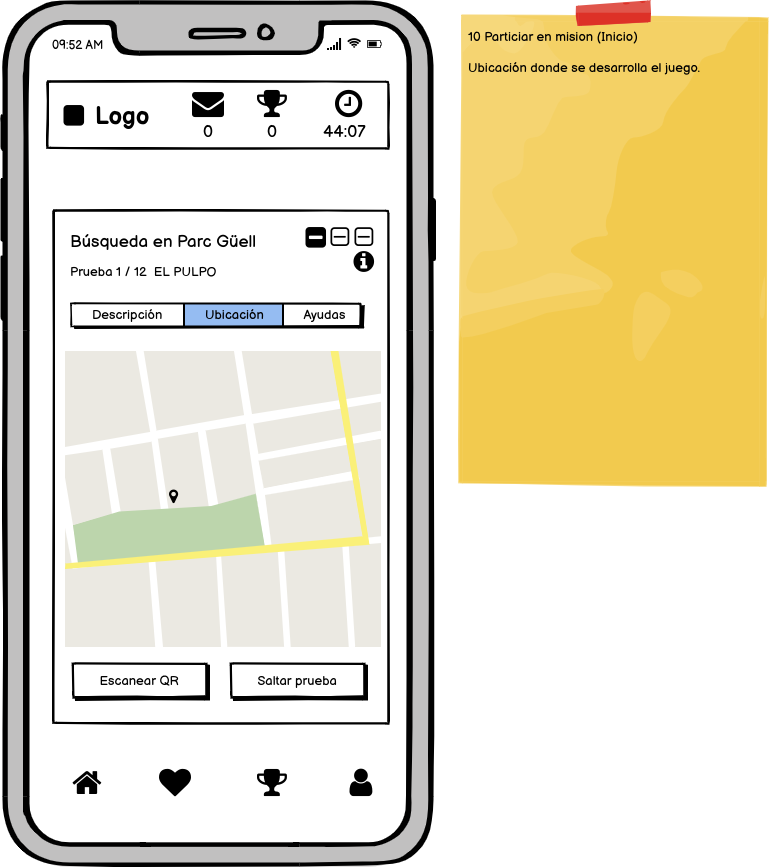 09:52 AM
Logo
0
0
44:07
Búsqueda en Parc Güell
Prueba 1 / 12 EL PULPO
Descripción
Ubicación
Ayudas
Escanear QR
Saltar prueba
10 Particiar en mision (Inicio)
Ubicación donde se desarrolla el juego.